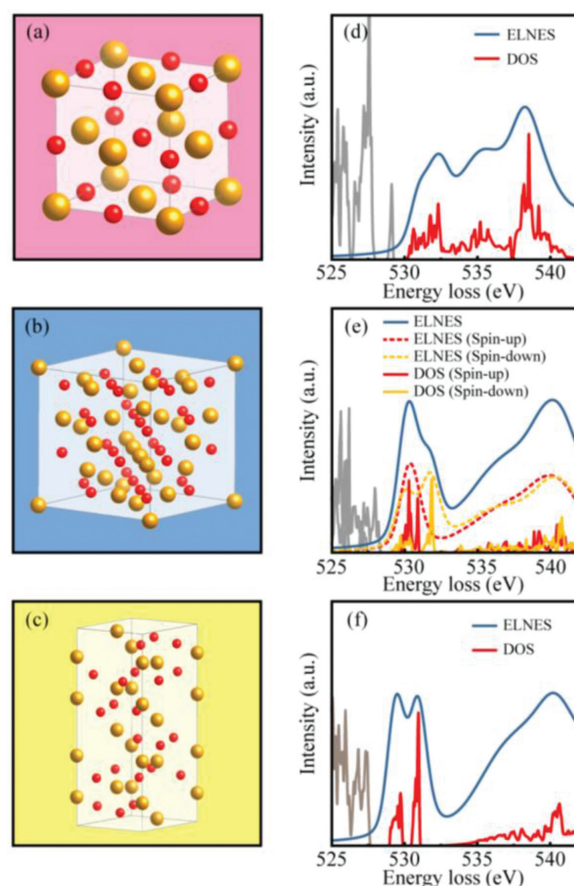 (a)
(d)
ELNES
DOS
Intensity (a.u.)
525 530 535 540
Energy loss (eV)
(b)
(e)
ELNES
ELNES (Spin-up)
ELNES (Spin-down)
DOS (Spin-up)
DOS (Spin-down)
Intensity (a.u.)
525 530 535 540
Energy loss (eV)
(c)
(f)
ELNES
DOS
Intensity (a.u.)
525 530 535 540
Energy loss (eV)